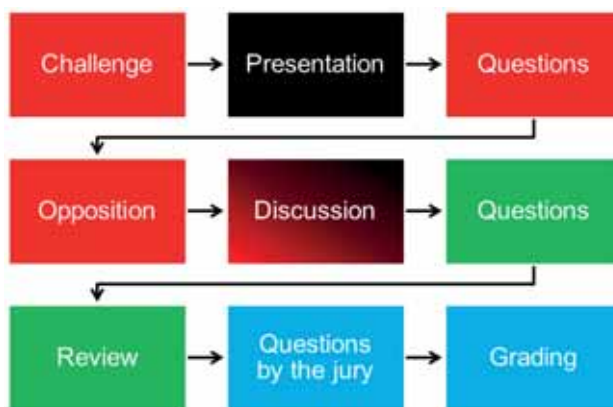 Challenge
Presentation
Questions
Opposition
Discussion
Questions
Review
Questions
by the jury
Grading